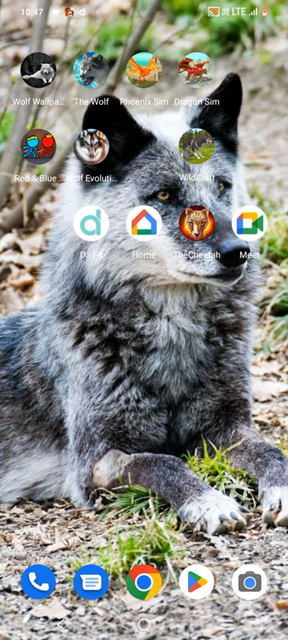 10:47 LTE
Wolf Wallpa... The Wolf Phoenix Sim Dragon Sim
Red & Blue... Wolf Evoluti... WildCraft
Da Fit Home TheCheetah Meet